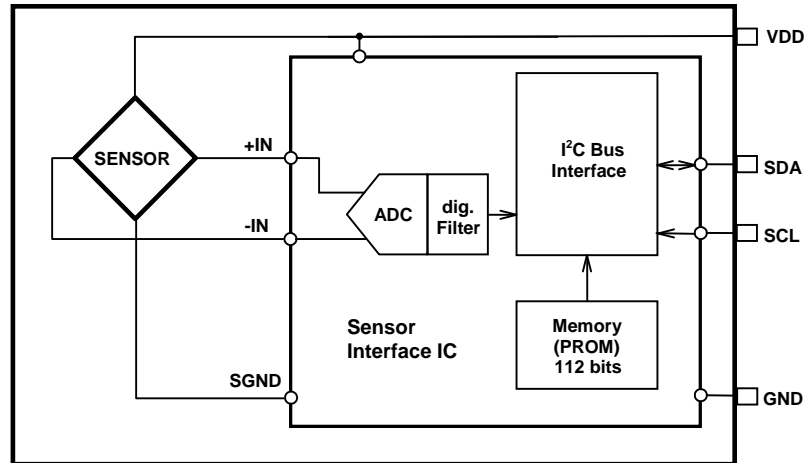 VDD
SENSOR
+IN
-IN
ADC
dig.
Filter
I²C Bus
Interface
SDA
SCL
Sensor
Interface IC
Memory
(PROM)
112 bits
SGND
GND